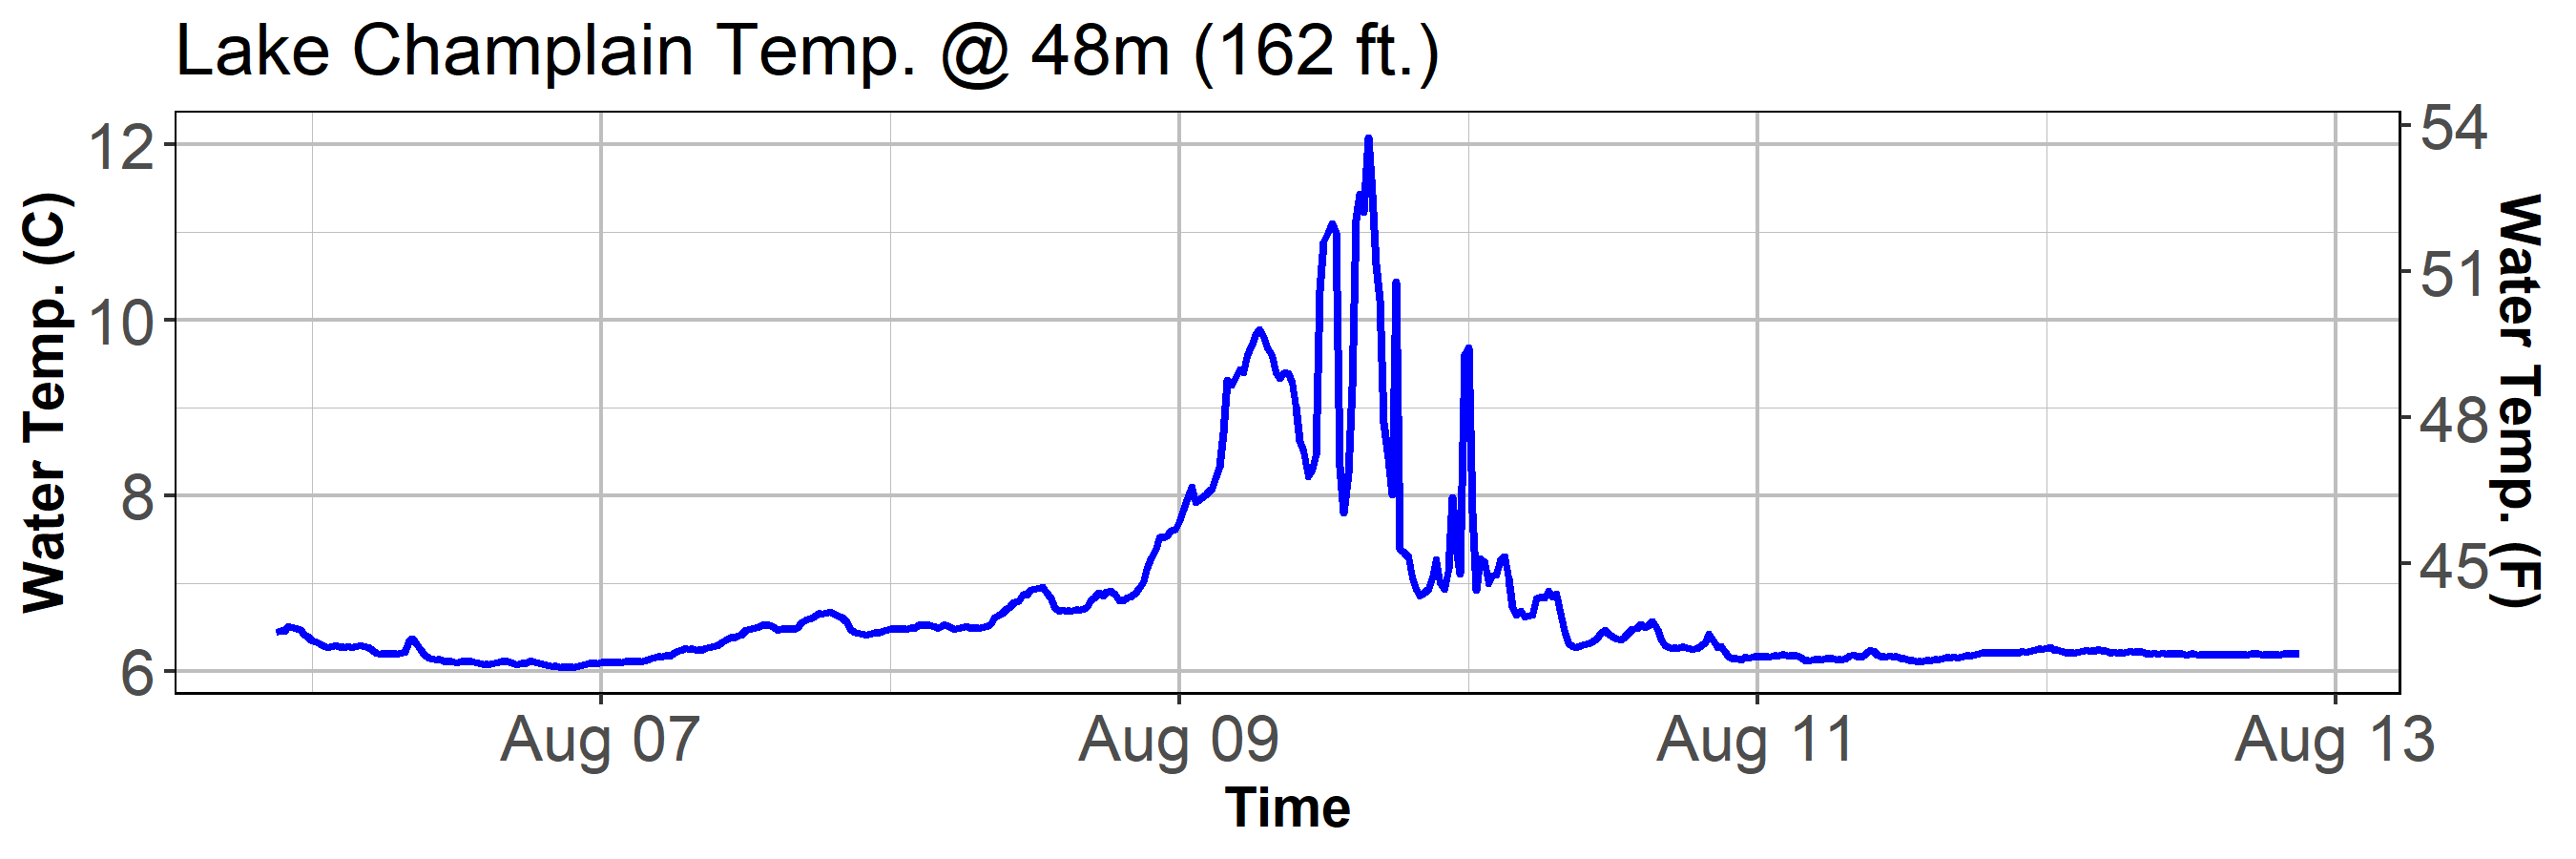 Lake Champlain Temp. @ 48m (162 ft.)
Water Temp. (C)
12
10
8
6
54
51
48
45
Water Temp. (F)
Aug 07 Aug 09 Aug 11 Aug 13
Time